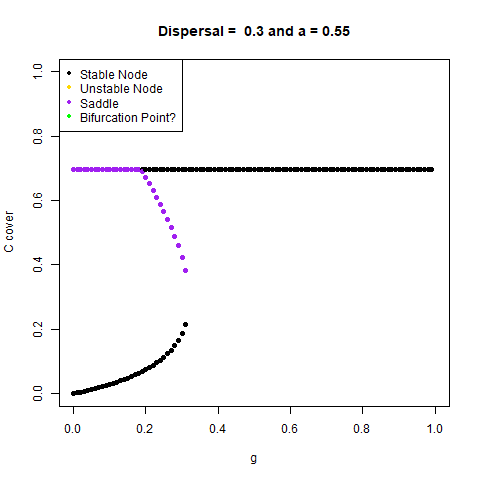 Dispersal =  0.3 and a = 0.55
Stable Node
Unstable Node
Saddle
Bifurcation Point?
C cover
1.0
0.8
0.6
0.4
0.2
0.0
0.0 0.2 0.4 0.6 0.8 1.0
g